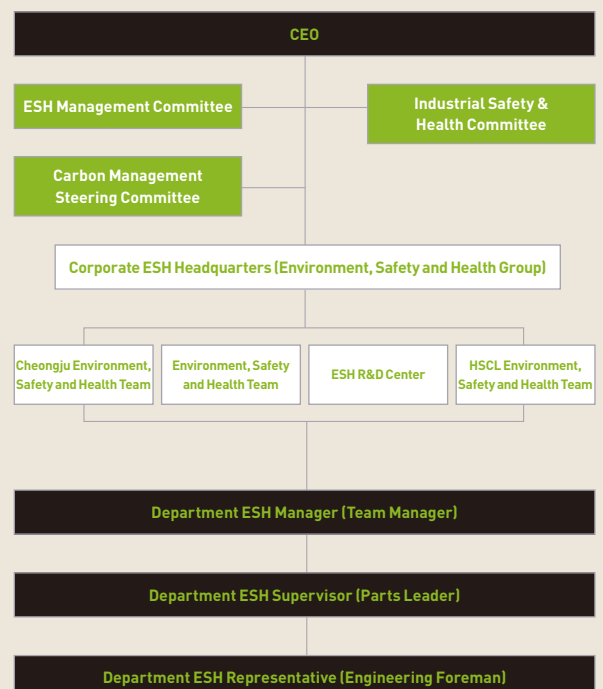 CEO
ESH Management Committee
Industrial Safety &
Health Committee
Carbon Management
Steering Committee
Corporate ESH Headquarters (Environment, Safety and Health Group)
Cheongju Environment,
Safety and Health Team
Environment, Safety
and Health Team
ESH R&D Center
HSCL Environment,
Safety and Health Team
Department ESH Manager (Team Manager)
Department ESH Supervisor (Parts Leader)
Department ESH Representative (Engineering Foreman)